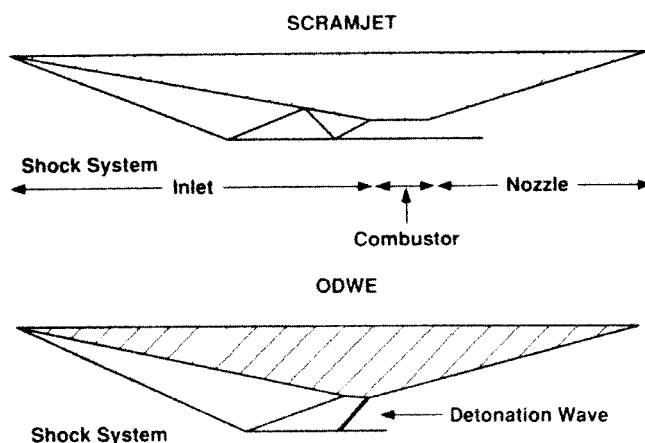 SCRAMJET
Shock System
Inlet
Nozzle
Combustor
ODWE
Detonation Wave
Shock System